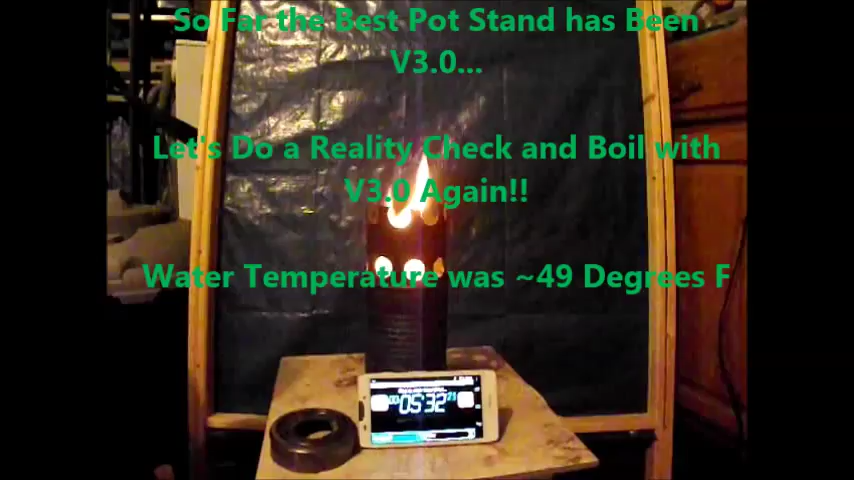 So Far the Best Pot Stand has Been
V3.0...
Let's Do a Reality Check and Boil with
V3.0 Again!!
Water Temperature was ~49 Degrees F
05:32